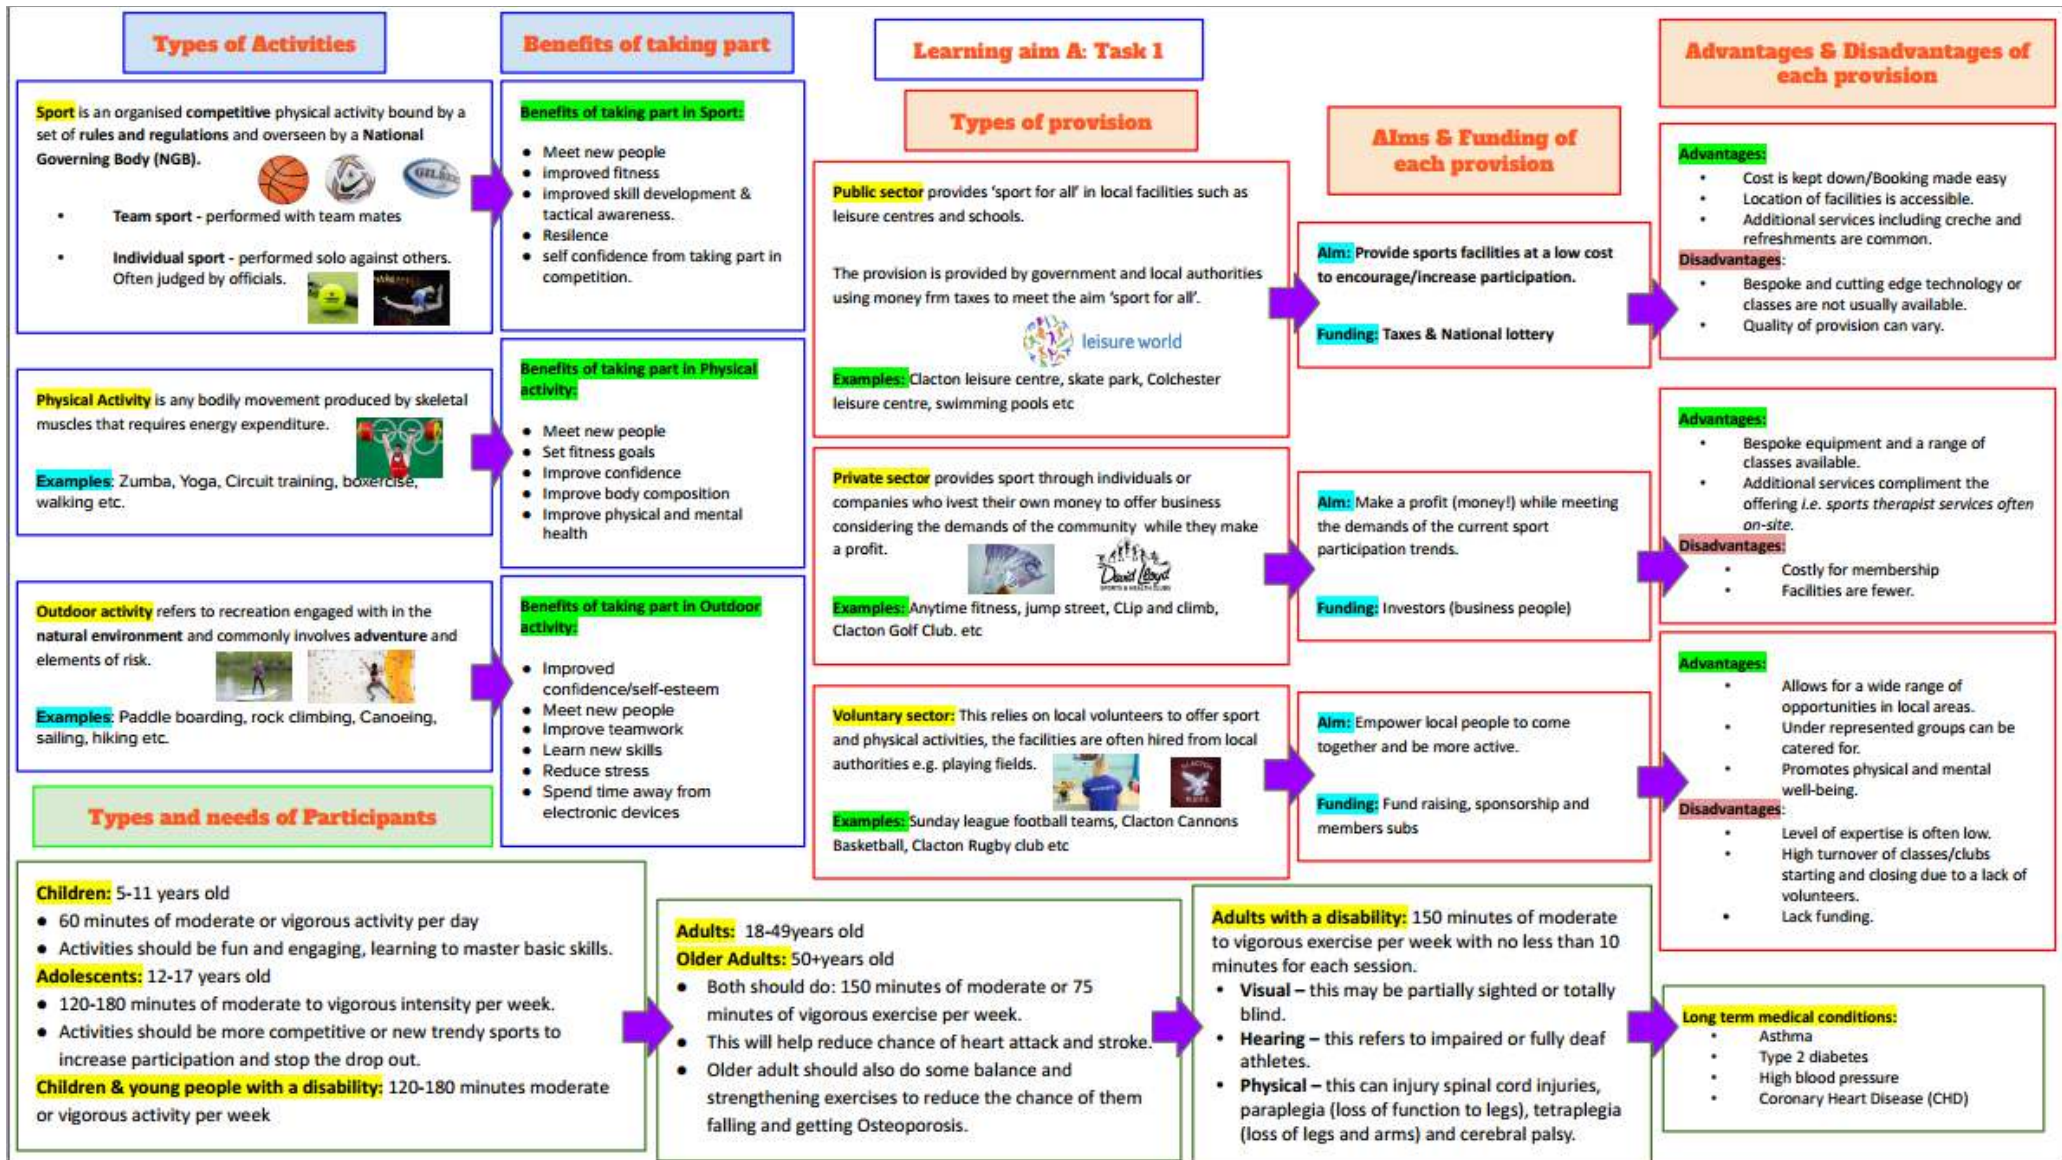 Types of Activities
Sport is an organised competitive physical activity bound by a
set of rules and regulations and overseen by a National
Governing Body (NGB).
GILBERT
• Team sport - performed with team mates
• Individual sport - performed solo against others.
Often judged by officials.
Physical Activity is any bodily movement produced by skeletal
muscles that requires energy expenditure.
Examples: Zumba, Yoga, Circuit training, boxercise,
walking etc.
Outdoor activity refers to recreation engaged with in the
natural environment and commonly involves adventure and
elements of risk.
Examples: Paddle boarding, rock climbing, Canoeing,
sailing, hiking etc.
Benefits of taking part
Benefits of taking part in Sport:
● Meet new people
● improved fitness
● improved skill development &
tactical awareness.
● Resilence
● self confidence from taking part in
competition.
Benefits of taking part in Physical
activity:
● Meet new people
● Set fitness goals
● Improve confidence
● Improve body composition
● Improve physical and mental
health
Benefits of taking part in Outdoor
activity:
● Improved
confidence/self-esteem
● Meet new people
● Improve teamwork
● Learn new skills
● Reduce stress
● Spend time away from
electronic devices
Learning aim A: Task 1
Types of provision
Public sector provides 'sport for all' in local facilities such as
leisure centres and schools.
The provision is provided by government and local authorities
using money frm taxes to meet the aim 'sport for all'.
leisure world
Examples: Clacton leisure centre, skate park, Colchester
leisure centre, swimming pools etc
Private sector provides sport through individuals or
companies who ivest their own money to offer business
considering the demands of the community while they make
a profit.
David Lloyd
SPORTS & HEALTH CLUBS
Examples: Anytime fitness, jump street, CLip and climb,
Clacton Golf Club. etc
Voluntary sector: This relies on local volunteers to offer sport
and physical activities, the facilities are often hired from local
authorities e.g. playing fields.
CLACTON
R.U.F.C.
Examples: Sunday league football teams, Clacton Cannons
Basketball, Clacton Rugby club etc
AIms & Funding of
each provision
Aim: Provide sports facilities at a low cost
to encourage/increase participation.
Funding: Taxes & National lottery
Aim: Make a profit (money!) while meeting
the demands of the current sport
participation trends.
Funding: Investors (business people)
Aim: Empower local people to come
together and be more active.
Funding: Fund raising, sponsorship and
members subs
Advantages & Disadvantages of
each provision
Advantages:
• Cost is kept down/Booking made easy
• Location of facilities is accessible.
• Additional services including creche and
refreshments are common.
Disadvantages:
• Bespoke and cutting edge technology or
classes are not usually available.
• Quality of provision can vary.
Advantages:
• Bespoke equipment and a range of
classes available.
• Additional services compliment the
offering i.e. sports therapist services often
on-site.
Disadvantages:
• Costly for membership
• Facilities are fewer.
Advantages:
• Allows for a wide range of
opportunities in local areas.
• Under represented groups can be
catered for.
• Promotes physical and mental
well-being.
Disadvantages:
• Level of expertise is often low.
• High turnover of classes/clubs
starting and closing due to a lack of
volunteers.
• Lack funding.
Types and needs of Participants
Children: 5-11 years old
● 60 minutes of moderate or vigorous activity per day
● Activities should be fun and engaging, learning to master basic skills.
Adolescents: 12-17 years old
● 120-180 minutes of moderate to vigorous intensity per week.
● Activities should be more competitive or new trendy sports to
increase participation and stop the drop out.
Children & young people with a disability: 120-180 minutes moderate
or vigorous activity per week
Adults: 18-49years old
Older Adults: 50+years old
● Both should do: 150 minutes of moderate or 75
minutes of vigorous exercise per week.
● This will help reduce chance of heart attack and stroke.
● Older adult should also do some balance and
strengthening exercises to reduce the chance of them
falling and getting Osteoporosis.
Adults with a disability: 150 minutes of moderate
to vigorous exercise per week with no less than 10
minutes for each session.
• Visual – this may be partially sighted or totally
blind.
• Hearing – this refers to impaired or fully deaf
athletes.
• Physical – this can injury spinal cord injuries,
paraplegia (loss of function to legs), tetraplegia
(loss of legs and arms) and cerebral palsy.
Long term medical conditions:
• Asthma
• Type 2 diabetes
• High blood pressure
• Coronary Heart Disease (CHD)